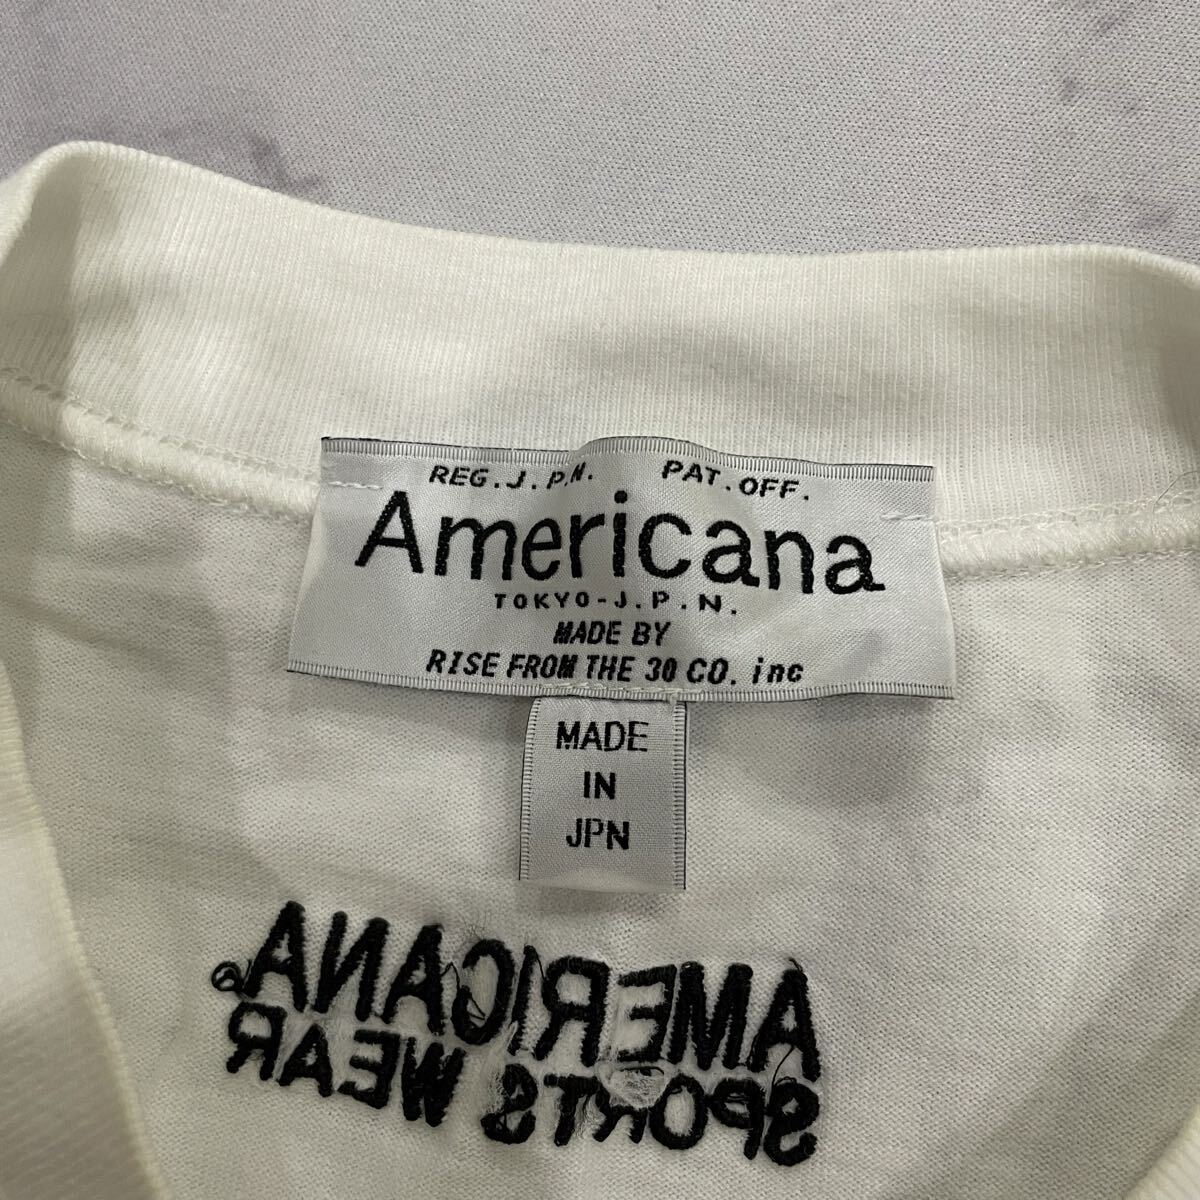 REG.J.P.N. PAT.OFF.
Americana
TOKYO-J.P.N.
MADE BY
RISE FROM THE 30 CO. inc
MADE
IN
JPN
AMERICANA®
SPORTS WEAR